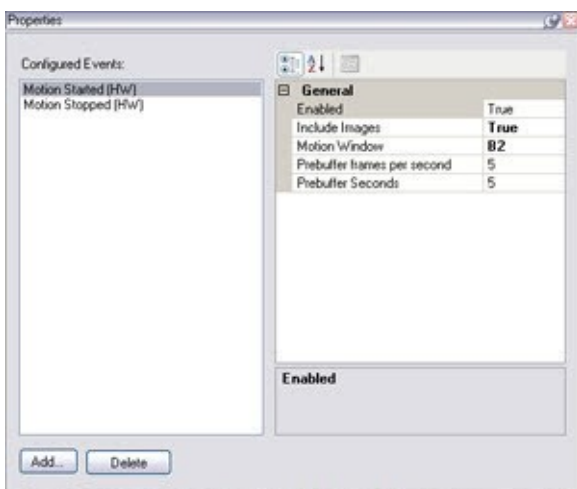 Properties
Configured Events:
Motion Started (HW)
Motion Stopped (HW)
General
Enabled True
Include Images True
Motion Window B2
Prebuffer frames per second 5
Prebuffer Seconds 5
Enabled
Add... Delete